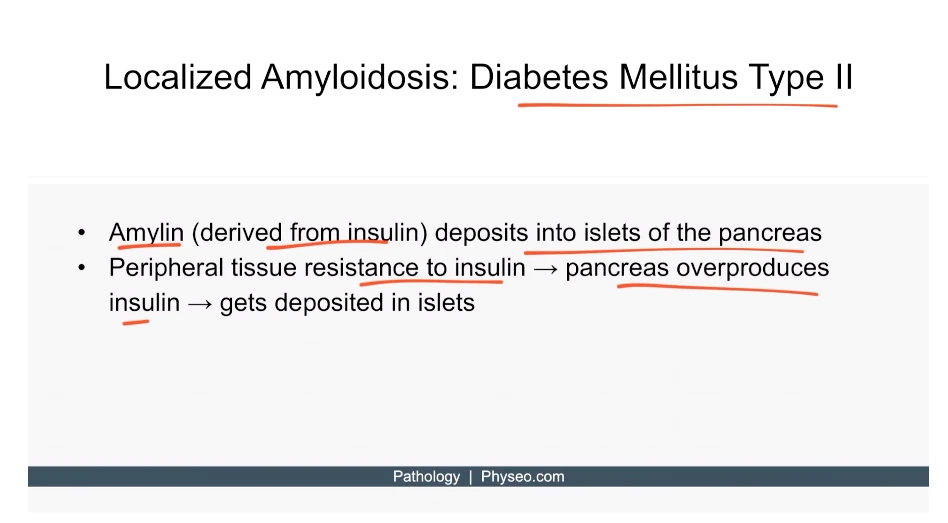 Localized Amyloidosis: Diabetes Mellitus Type II
• Amylin (derived from insulin) deposits into islets of the pancreas
• Peripheral tissue resistance to insulin → pancreas overproduces
insulin → gets deposited in islets
Pathology | Physeo.com